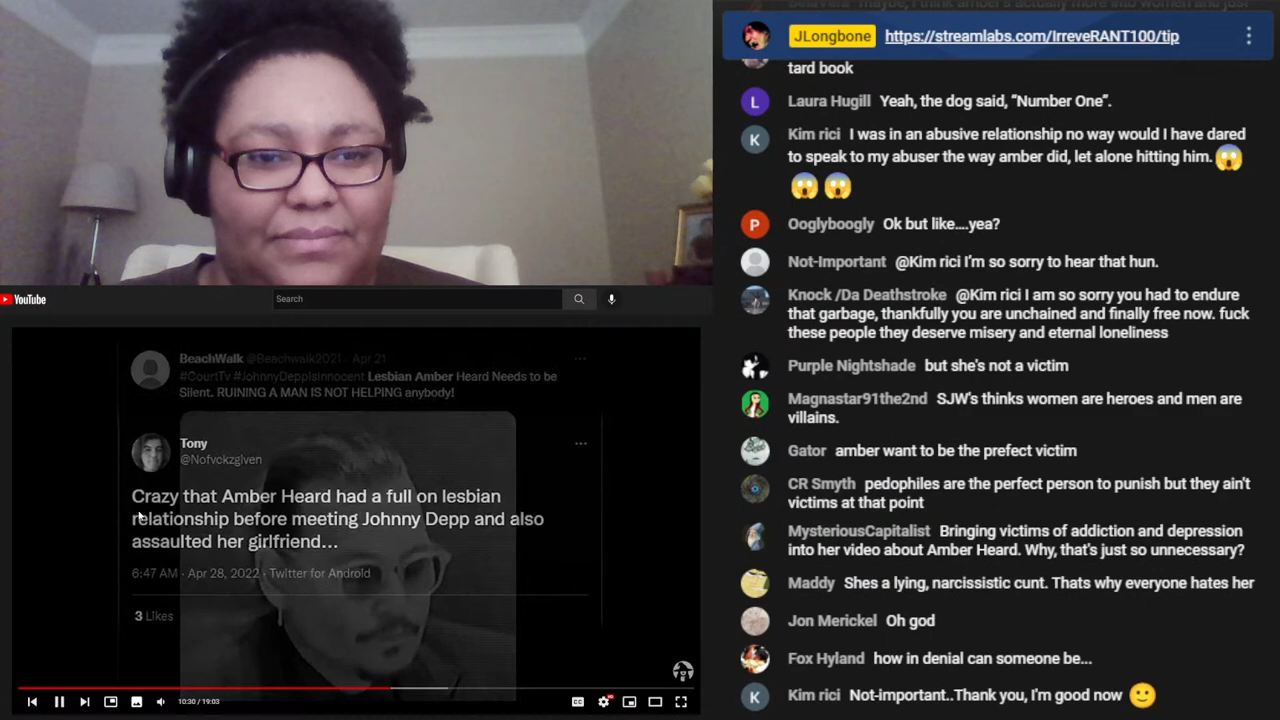 JLongbone https://streamlabs.com/IrreveRANT100/tip
tard book
L Laura Hugill Yeah, the dog said, “Number One”.
K Kim rici I was in an abusive relationship no way would I have dared
to speak to my abuser the way amber did, let alone hitting him.😱
😱 😱
P Ooglyboogly Ok but like....yea?
Not-Important @Kim rici I’m so sorry to hear that hun.
Knock /Da Deathstroke @Kim rici I am so sorry you had to endure
that garbage, thankfully you are unchained and finally free now. fuck
these people they deserve misery and eternal loneliness
Purple Nightshade but she's not a victim
Magnastar91the2nd SJW's thinks women are heroes and men are
villains.
Gator amber want to be the prefect victim
CR Smyth pedophiles are the perfect person to punish but they ain't
victims at that point
MysteriousCapitalist Bringing victims of addiction and depression
into her video about Amber Heard. Why, that's just so unnecessary?
Maddy Shes a lying, narcissistic cunt. Thats why everyone hates her
Jon Merickel Oh god
Fox Hyland how in denial can someone be...
K Kim rici Not-important..Thank you, I'm good now 🙂
YouTube
Search
BeachWalk @Beachwalk2021 · Apr 21
#CourtTv #JohnnyDeppIsInnocent Lesbian Amber Heard Needs to be
Silent. RUINING A MAN IS NOT HELPING anybody!
Tony
@Nofvckzgiven
Crazy that Amber Heard had a full on lesbian
relationship before meeting Johnny Depp and also
assaulted her girlfriend...
6:47 AM · Apr 28, 2022 · Twitter for Android
3 Likes
10:30 / 19:03
CC
HD